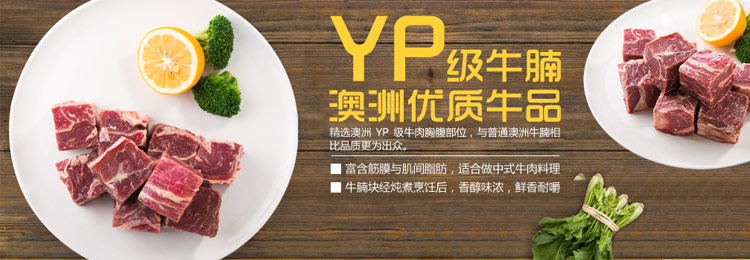 YP级牛腩
澳洲优质牛品
精选澳洲 YP 级牛肉胸腹部位，与普通澳洲牛腩相
比品质更为出众。
富含筋膜与肌间脂肪，适合做中式牛肉料理
牛腩块经炖煮烹饪后，香醇味浓，鲜香耐嚼